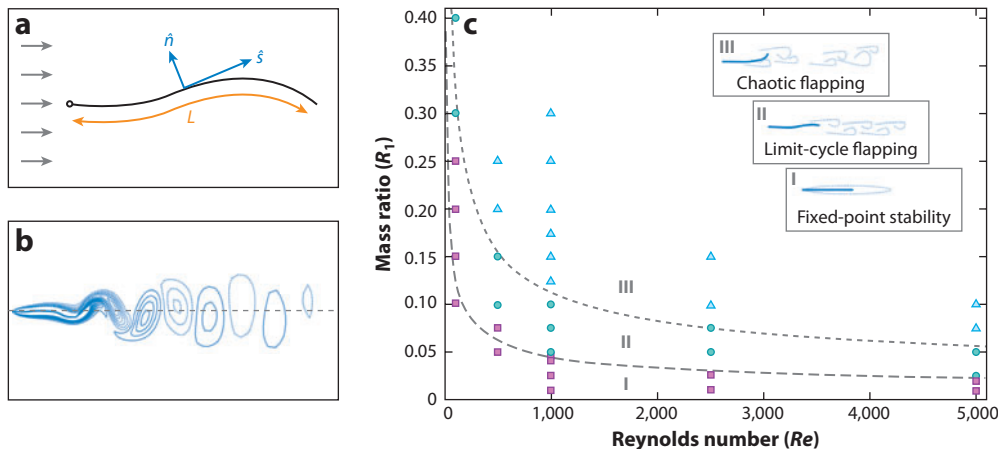 a
n̂
ŝ
L
b
c
Mass ratio (R1)
0.40
0.35
0.30
0.25
0.20
0.15
0.10
0.05
0
0
1,000
2,000
3,000
4,000
5,000
Reynolds number (Re)
III
Chaotic flapping
II
Limit-cycle flapping
I
Fixed-point stability
III
II
I